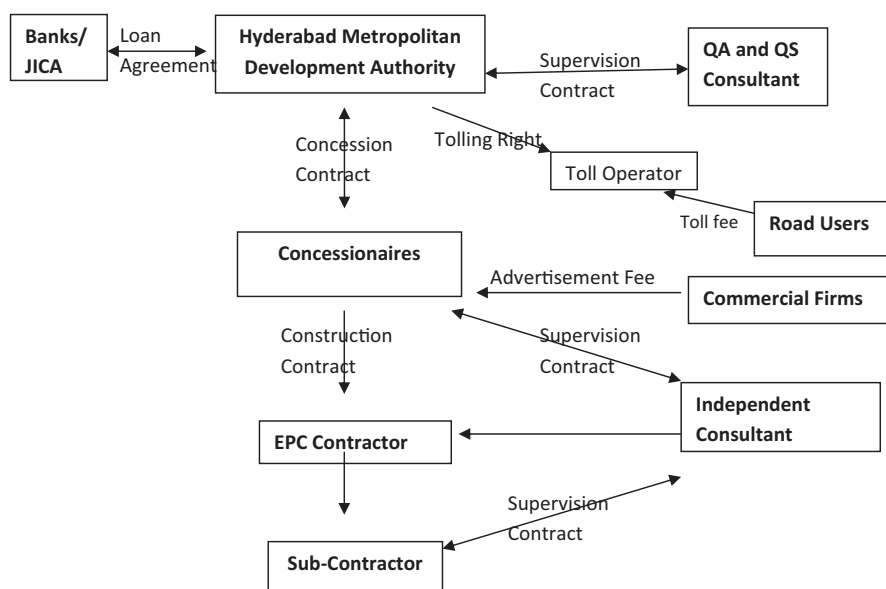 Banks/
JICA
Loan
Agreement
Hyderabad Metropolitan
Development Authority
Supervision
Contract
QA and QS
Consultant
Concession
Contract
Tolling Right
Toll Operator
Toll fee
Road Users
Concessionaires
Advertisement Fee
Commercial Firms
Construction
Contract
Supervision
Contract
Independent
Consultant
EPC Contractor
Supervision
Contract
Sub-Contractor